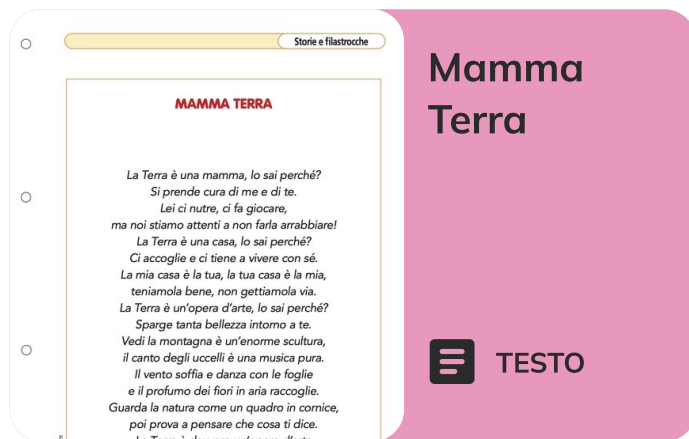 Storie e filastrocche
MAMMA TERRA
La Terra è una mamma, lo sai perché?
Si prende cura di me e di te.
Lei ci nutre, ci fa giocare,
ma noi stiamo attenti a non farla arrabbiare!
La Terra è una casa, lo sai perché?
Ci accoglie e ci tiene a vivere con sé.
La mia casa è la tua, la tua casa è la mia,
teniamola bene, non gettiamola via.
La Terra è un'opera d'arte, lo sai perché?
Sparge tanta bellezza intorno a te.
Vedi la montagna è un'enorme scultura,
il canto degli uccelli è una musica pura.
Il vento soffia e danza con le foglie
e il profumo dei fiori in aria raccoglie.
Guarda la natura come un quadro in cornice,
poi prova a pensare che cosa ti dice.
Mamma
Terra
TESTO